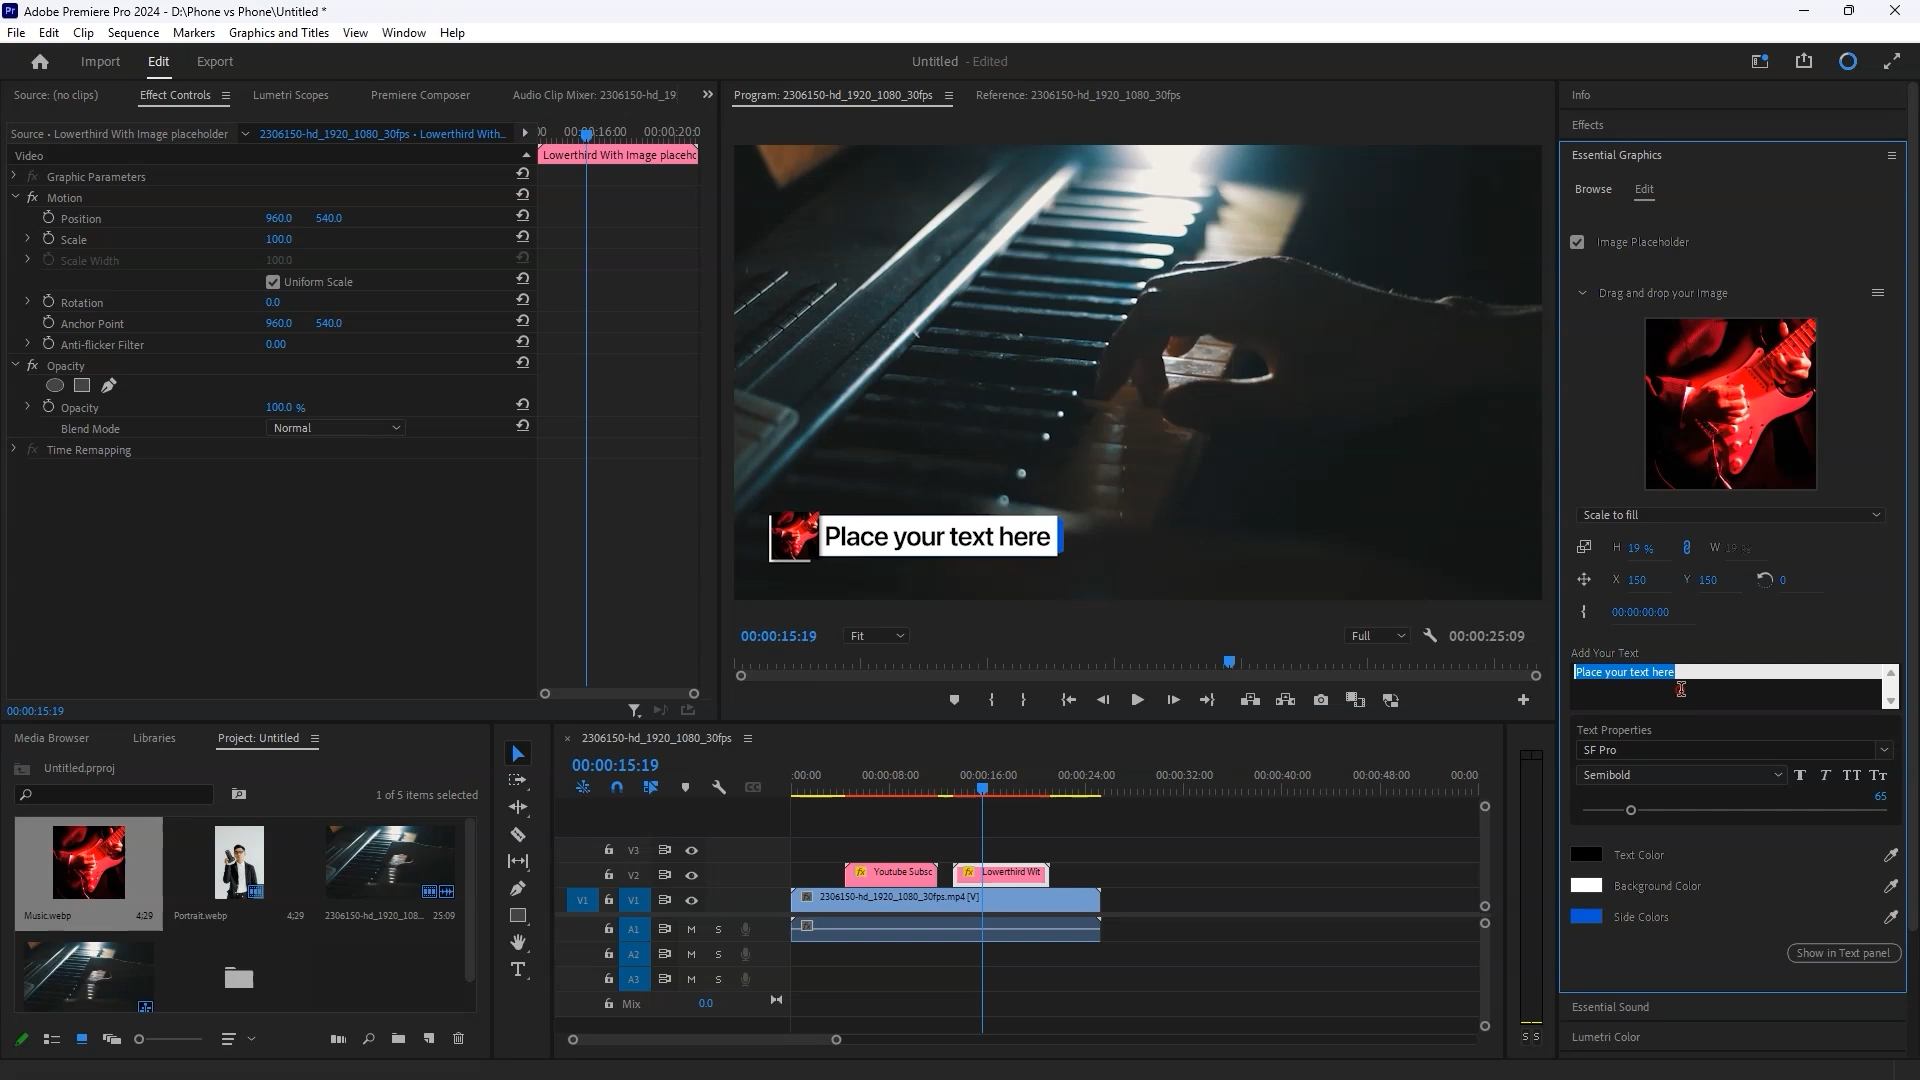 Adobe Premiere Pro 2024 - D:\Phone vs Phone\Untitled *
File Edit Clip Sequence Markers Graphics and Titles View Window Help
Import Edit Export
Untitled - Edited
Source: (no clips) Effect Controls Lumetri Scopes Premiere Composer Audio Clip Mixer: 2306150-hd_19
Source • Lowerthird With Image placeholder 2306150-hd_1920_1080_30fps • Lowerthird With...
00:00:16:00 00:00:20:0
Video
Lowerthird With Image placeho
fx Graphic Parameters
fx Motion
Position 960.0 540.0
Scale 100.0
Scale Width 100.0
Uniform Scale
Rotation 0.0
Anchor Point 960.0 540.0
Anti-flicker Filter 0.00
fx Opacity
Opacity 100.0 %
Blend Mode Normal
fx Time Remapping
00:00:15:19
Program: 2306150-hd_1920_1080_30fps Reference: 2306150-hd_1920_1080_30fps
Place your text here
00:00:15:19 Fit Full 00:00:25:09
Info
Effects
Essential Graphics
Browse Edit
Image Placeholder
Drag and drop your Image
Scale to fill
H 19 % W 19 %
X 150 Y 150 0
00:00:00:00
Add Your Text
Place your text here
Text Properties
SF Pro
Semibold T T TT Tт
65
Text Color
Background Color
Side Colors
Show in Text panel
Essential Sound
Lumetri Color
Media Browser Libraries Project: Untitled
Untitled.prproj
1 of 5 items selected
Music.webp 4;29
Portrait.webp 4;29
2306150-hd_1920_108... 25:09
2306150-hd_1920_1080_30fps
00:00:15:19
:00:00 00:00:08:00 00:00:16:00 00:00:24:00 00:00:32:00 00:00:40:00 00:00:48:00 00:00
V3
V2 fx Youtube Subsc fx Lowerthird Wit
V1 V1 fx 2306150-hd_1920_1080_30fps.mp4 [V]
A1 M S fx
A2 M S
A3 M S
Mix 0.0
S S